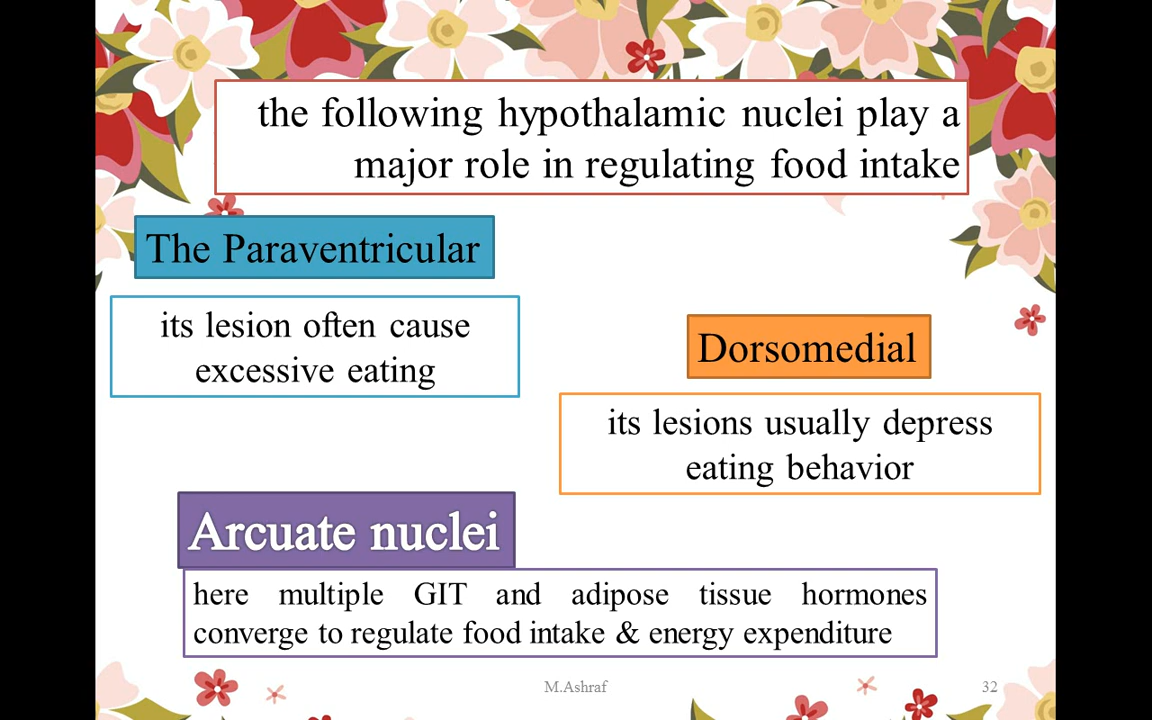 the following hypothalamic nuclei play a
major role in regulating food intake
The Paraventricular
its lesion often cause
excessive eating
Dorsomedial
its lesions usually depress
eating behavior
Arcuate nuclei
here multiple GIT and adipose tissue hormones
converge to regulate food intake & energy expenditure
M.Ashraf
32